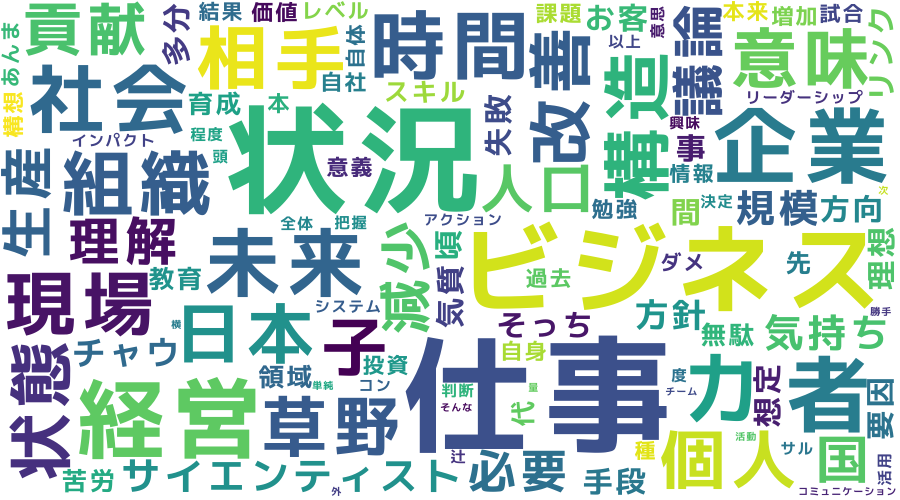 貢献
多分
結果
価値
レベル
課題
お客
意思
本来
増加
試合
リンク
あんま
相手
自体
自社
時間
以上
改善
議論
意味
社会
構想
育成
本
スキル
失敗
構造
リーダーシップ
インパクト
程度
頭
状況
興味
事
企業
生産
組織
意義
人口
情報
勉強
間
決定
規模
方向
次
理解
未来
全体
把握
アクション
減少
頃
気質
ビジネス
過去
ダメ
先
理想
現場
教育
システム
そっち
方針
無駄
気持ち
勝手
横
日本
子
チャウ
領域
投資
自身
状態
経営
単純
コン
判断
そんな
仕事
量
代
度
チーム
力
想定
者
要因
草野
苦労
サイエンティスト
外
辻
必要
手段
種
個人
活動
サル
国
活用
コミュニケーション